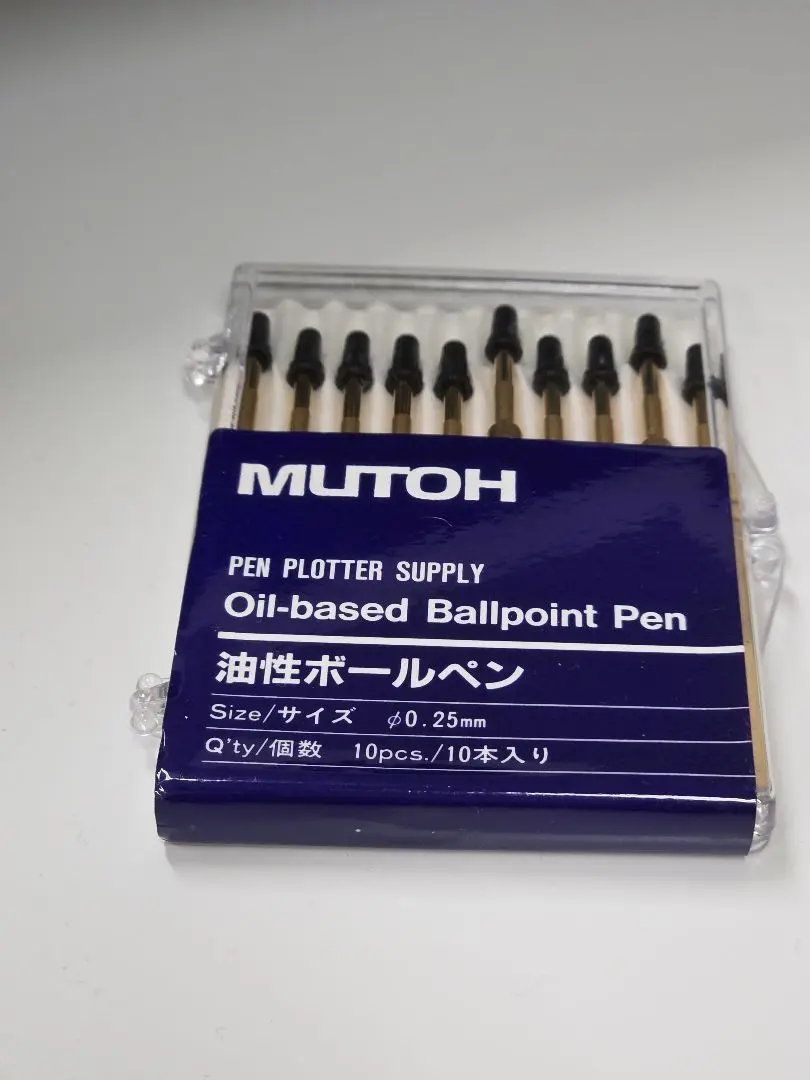 MUTOH
PEN PLOTTER SUPPLY
Oil-based Ballpoint Pen
油性ボールペン
Size/サイズ φ0.25mm
Q'ty/個数 10pcs./10本入り